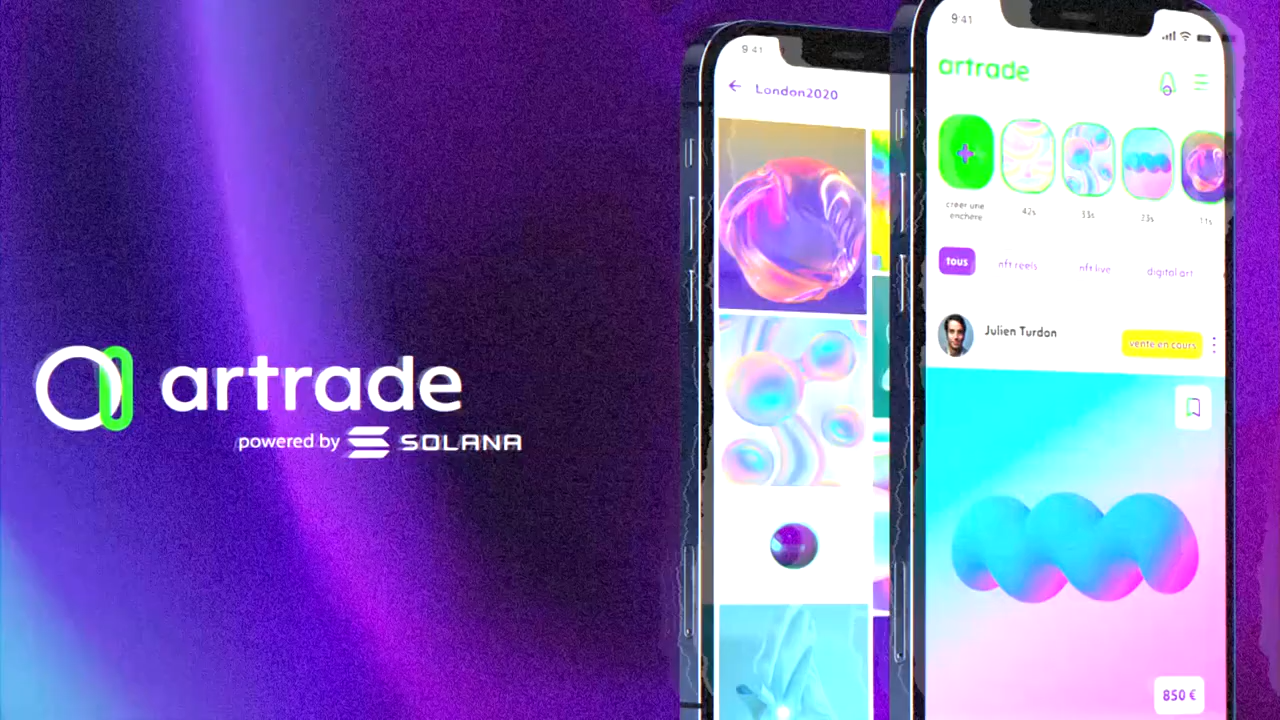 artrade
powered by SOLANA
9:41
London2020
9:41
artrade
créer une
enchère
42s
33s
23s
11s
tous
nft reels
nft live
digital art
Julien Turdon
vente en cours
850 €